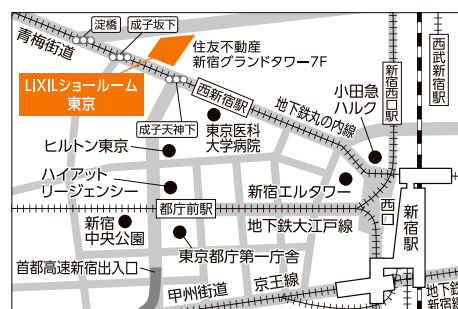 淀橋
成子坂下
青梅街道
住友不動産
新宿グランドタワー7F
LIXILショールーム
東京
西新宿駅
成子天神下
地下鉄丸の内線
新宿西口駅
西武新宿駅
小田急
ハルク
東京医科
大学病院
ヒルトン東京
ハイアット
リージェンシー
新宿エルタワー
都庁前駅
西口
新宿駅
新宿
中央公園
地下鉄大江戸線
東京都庁第一庁舎
首都高速新宿出入口
甲州街道
京王線
地下鉄